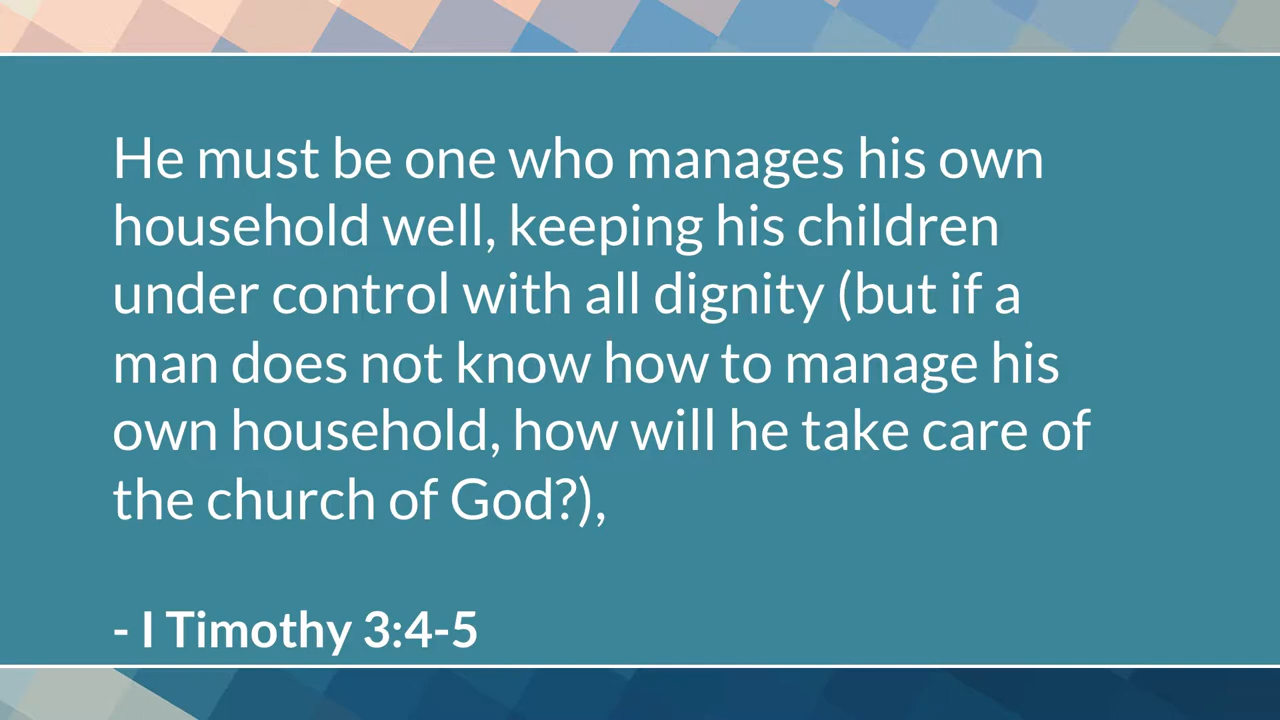 He must be one who manages his own
household well, keeping his children
under control with all dignity (but if a
man does not know how to manage his
own household, how will he take care of
the church of God?),
- I Timothy 3:4-5